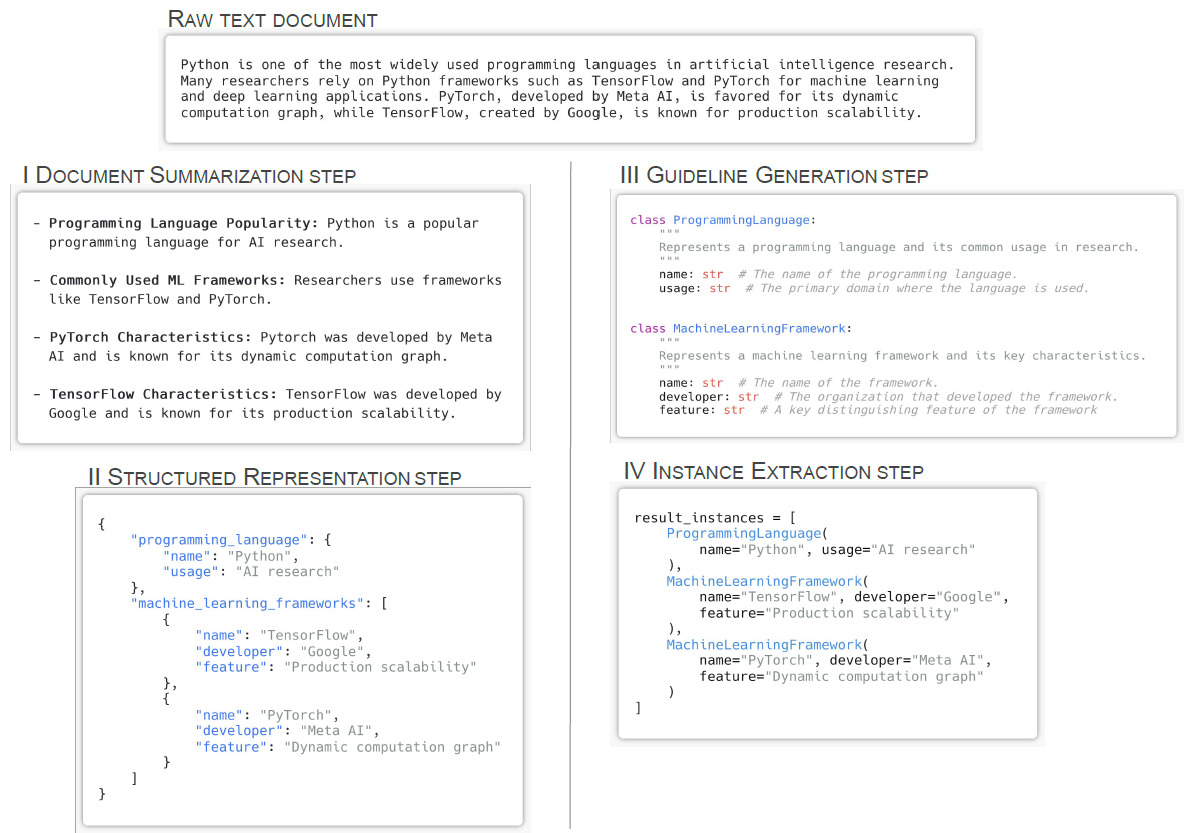 RAW TEXT DOCUMENT
Python is one of the most widely used programming languages in artificial intelligence research.
Many researchers rely on Python frameworks such as TensorFlow and PyTorch for machine learning
and deep learning applications. PyTorch, developed by Meta AI, is favored for its dynamic
computation graph, while TensorFlow, created by Google, is known for production scalability.
I DOCUMENT SUMMARIZATION STEP
- Programming Language Popularity: Python is a popular
programming language for AI research.
- Commonly Used ML Frameworks: Researchers use frameworks
like TensorFlow and PyTorch.
- PyTorch Characteristics: Pytorch was developed by Meta
AI and is known for its dynamic computation graph.
- TensorFlow Characteristics: TensorFlow was developed by
Google and is known for its production scalability.
II STRUCTURED REPRESENTATION STEP
{
    "programming_language": {
        "name": "Python",
        "usage": "AI research"
    },
    "machine_learning_frameworks": [
        {
            "name": "TensorFlow",
            "developer": "Google",
            "feature": "Production scalability"
        },
        {
            "name": "PyTorch",
            "developer": "Meta AI",
            "feature": "Dynamic computation graph"
        }
    ]
}
III GUIDELINE GENERATION STEP
class ProgrammingLanguage:
    """
    Represents a programming language and its common usage in research.
    """
    name: str  # The name of the programming language.
    usage: str  # The primary domain where the language is used.
class MachineLearningFramework:
    """
    Represents a machine learning framework and its key characteristics.
    """
    name: str  # The name of the framework.
    developer: str  # The organization that developed the framework.
    feature: str  # A key distinguishing feature of the framework
IV INSTANCE EXTRACTION STEP
result_instances = [
    ProgrammingLanguage(
        name="Python", usage="AI research"
    ),
    MachineLearningFramework(
        name="TensorFlow", developer="Google",
        feature="Production scalability"
    ),
    MachineLearningFramework(
        name="PyTorch", developer="Meta AI",
        feature="Dynamic computation graph"
    )
]